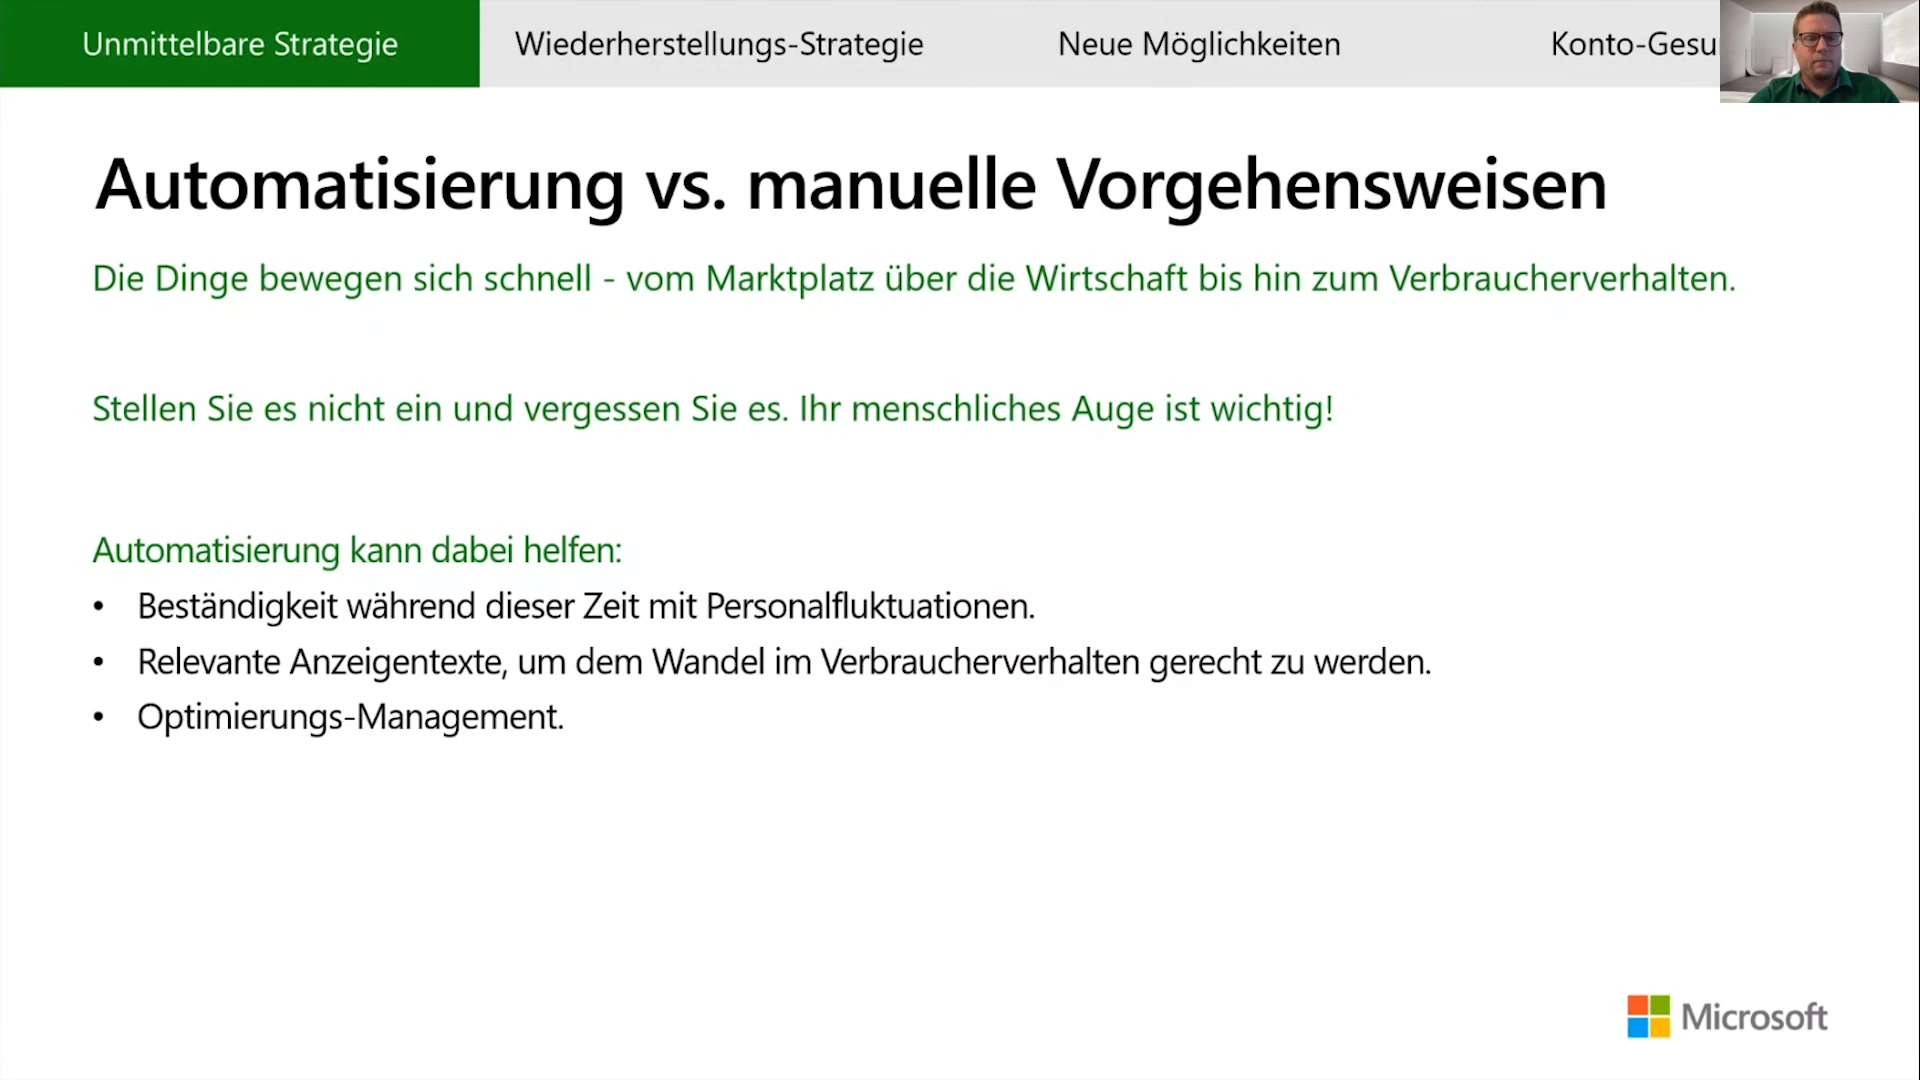 Unmittelbare Strategie
Wiederherstellungs-Strategie
Neue Möglichkeiten
Konto-Gesu
Automatisierung vs. manuelle Vorgehensweisen
Die Dinge bewegen sich schnell - vom Marktplatz über die Wirtschaft bis hin zum Verbraucherverhalten.
Stellen Sie es nicht ein und vergessen Sie es. Ihr menschliches Auge ist wichtig!
Automatisierung kann dabei helfen:
• Beständigkeit während dieser Zeit mit Personalfluktuationen.
• Relevante Anzeigentexte, um dem Wandel im Verbraucherverhalten gerecht zu werden.
• Optimierungs-Management.
Microsoft